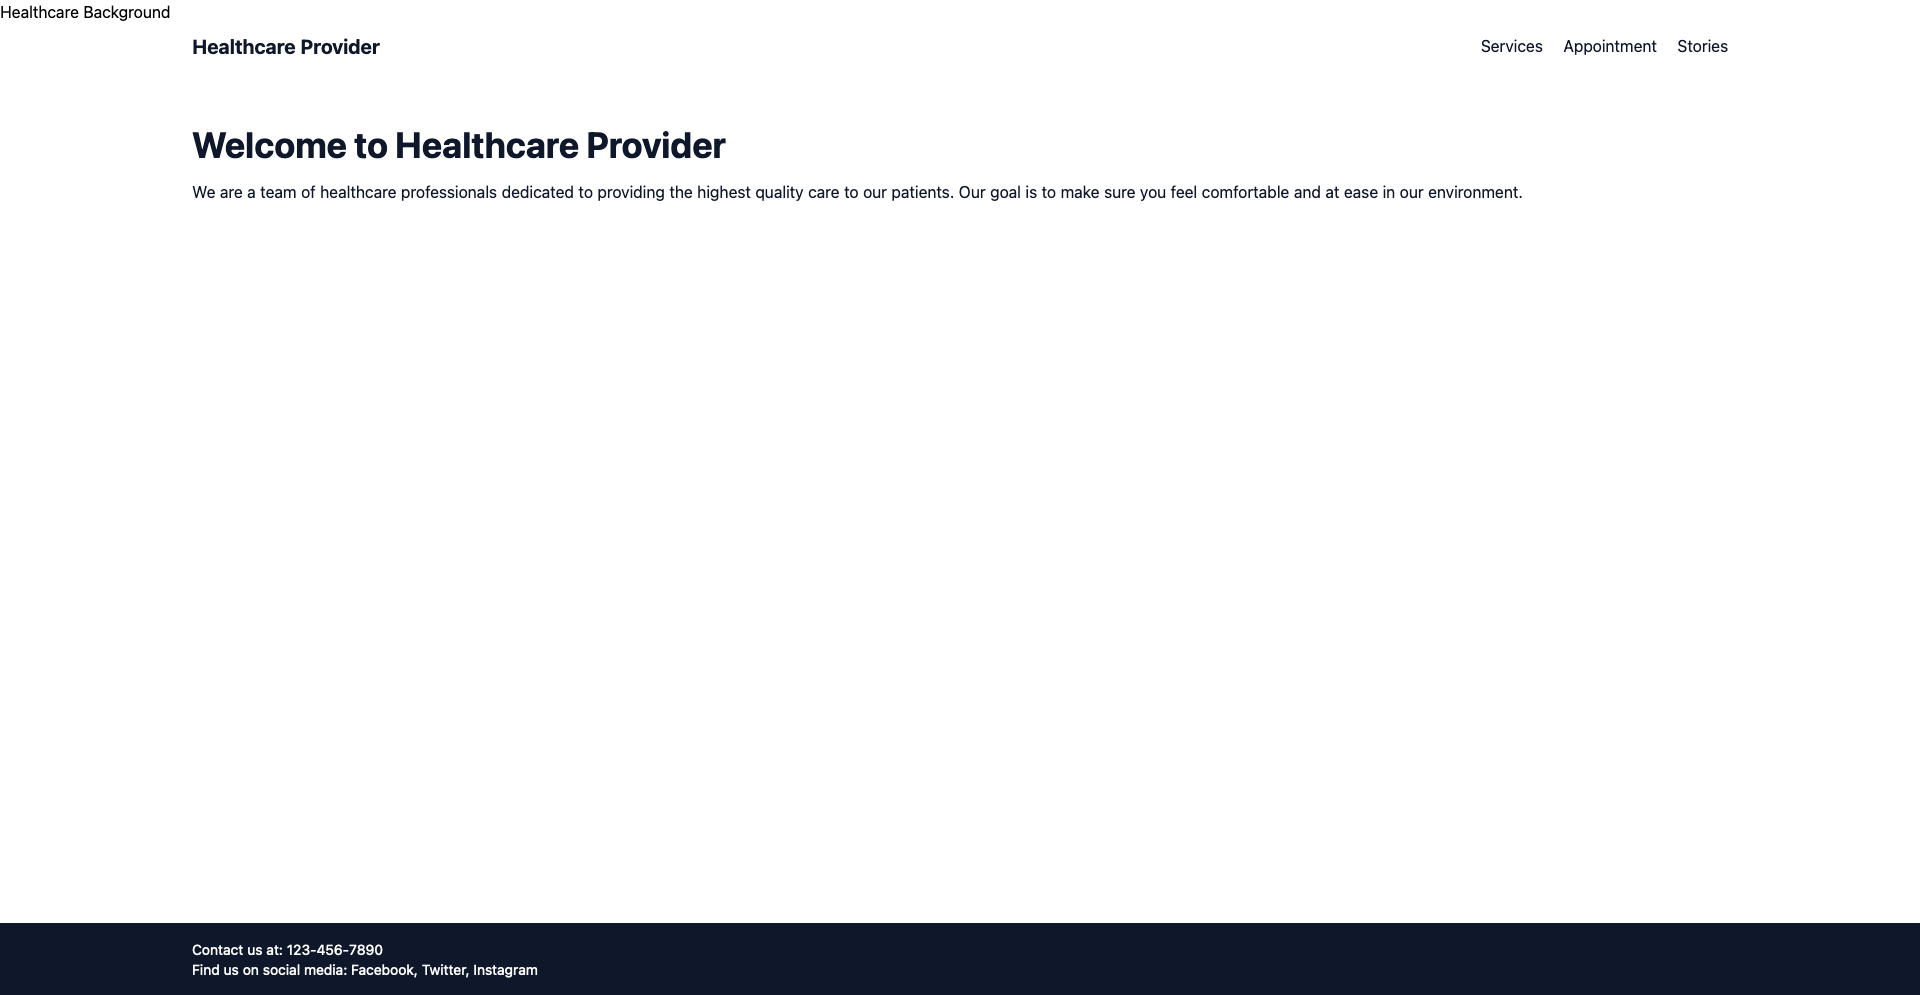 Healthcare Background
Healthcare Provider
Services Appointment Stories
Welcome to Healthcare Provider
We are a team of healthcare professionals dedicated to providing the highest quality care to our patients. Our goal is to make sure you feel comfortable and at ease in our environment.
Contact us at: 123-456-7890
Find us on social media: Facebook, Twitter, Instagram